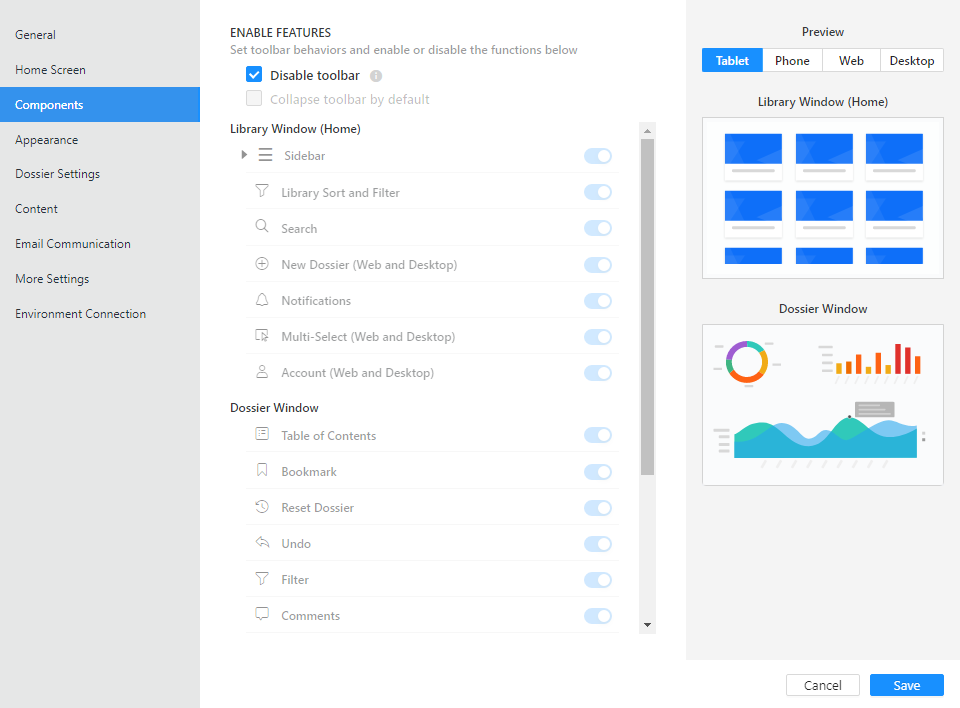 General
Home Screen
Components
Appearance
Dossier Settings
Content
Email Communication
More Settings
Environment Connection
ENABLE FEATURES
Set toolbar behaviors and enable or disable the functions below
Disable toolbar
Collapse toolbar by default
Library Window (Home)
Sidebar
Library Sort and Filter
Search
New Dossier (Web and Desktop)
Notifications
Multi-Select (Web and Desktop)
Account (Web and Desktop)
Dossier Window
Table of Contents
Bookmark
Reset Dossier
Undo
Filter
Comments
Preview
Tablet Phone Web Desktop
Library Window (Home)
Dossier Window
Cancel Save